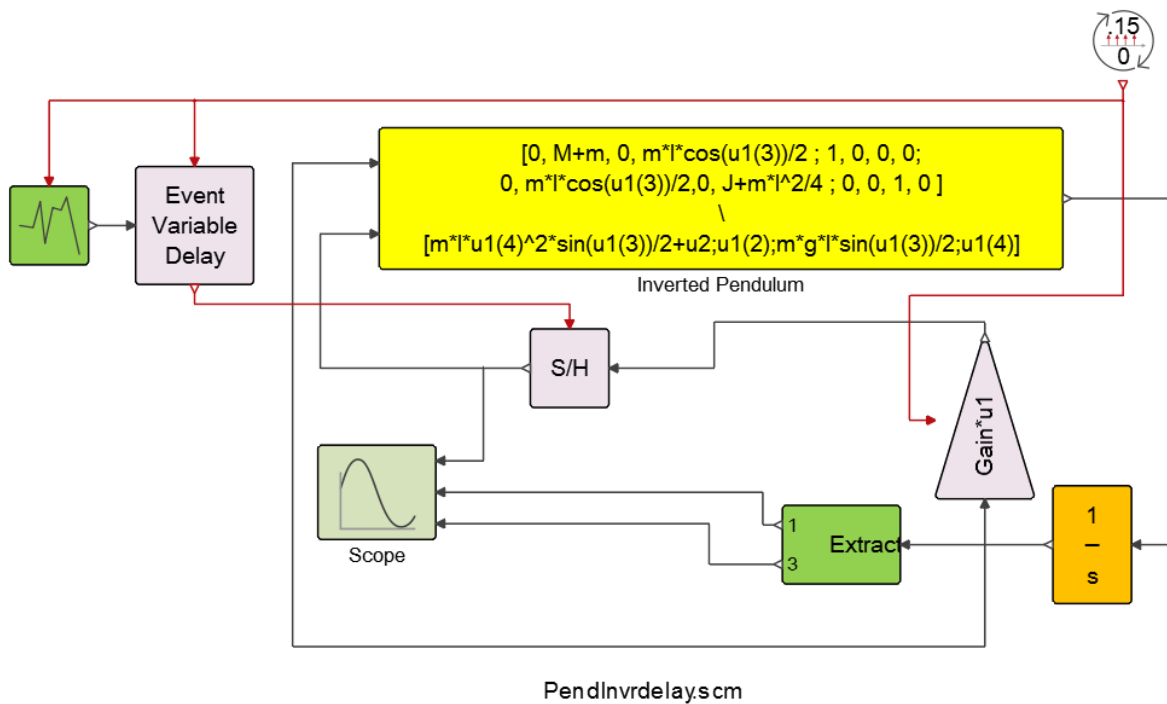 .15
0
[0, M+m, 0, m*l*cos(u1(3))/2 ; 1, 0, 0, 0;
0, m*l*cos(u1(3))/2,0, J+m*l^2/4 ; 0, 0, 1, 0 ]
\
[m*l*u1(4)^2*sin(u1(3))/2+u2;u1(2);m*g*l*sin(u1(3))/2;u1(4)]
Inverted Pendulum
Event
Variable
Delay
S/H
Gain*u1
Scope
1
3
Extract
1
s
PendInvrdelay.scm